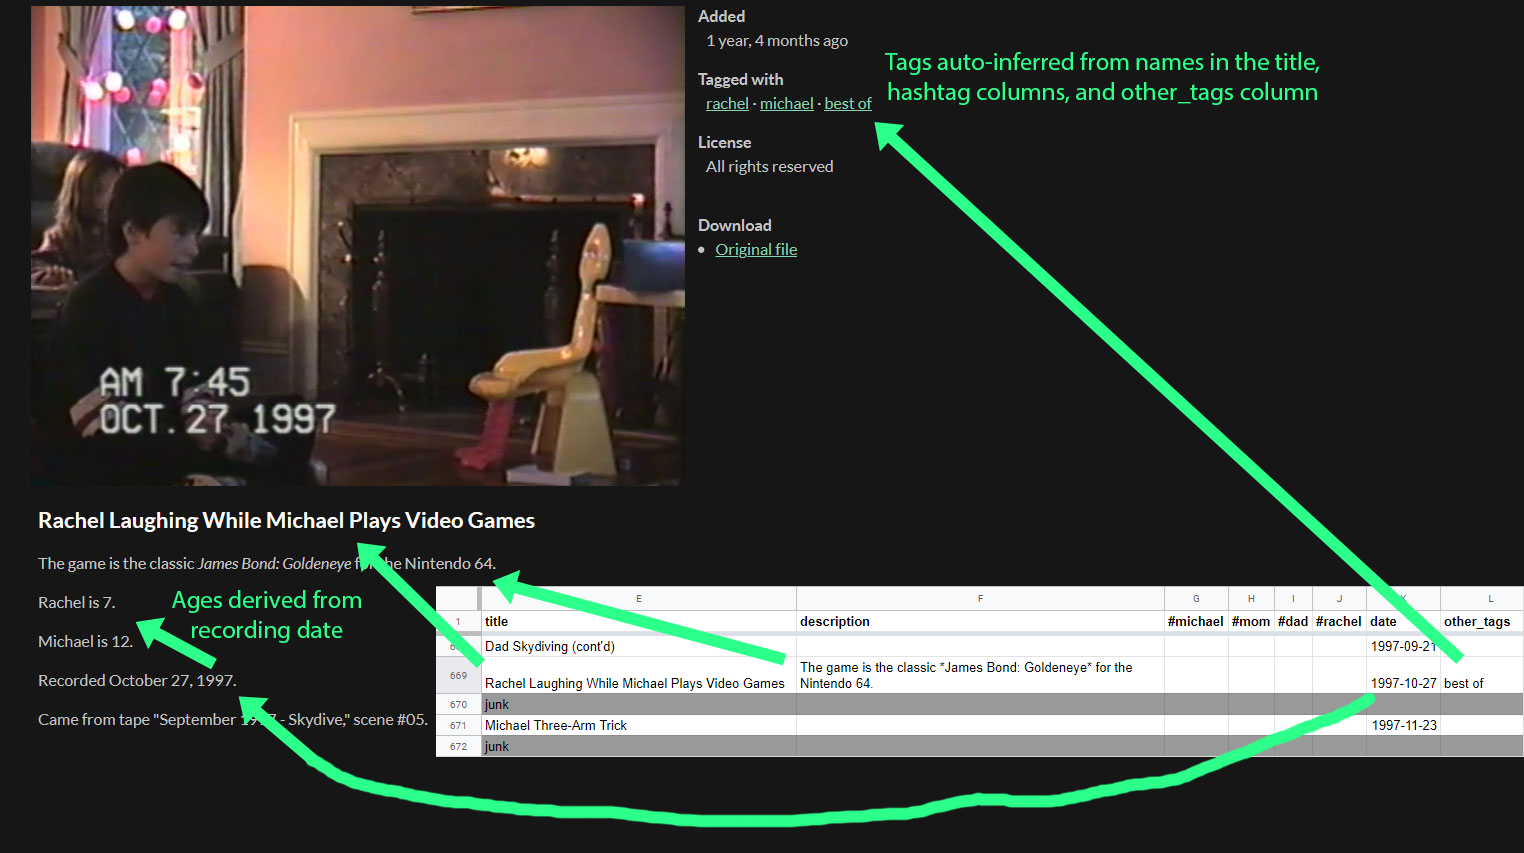 Added
1 year, 4 months ago
Tagged with
rachel · michael · best of
License
All rights reserved
Download
• Original file
Tags auto-inferred from names in the title,
hashtag columns, and other_tags column
AM 7:45
OCT. 27 1997
Rachel Laughing While Michael Plays Video Games
The game is the classic James Bond: Goldeneye for the Nintendo 64.
Rachel is 7.
Michael is 12.
Recorded October 27, 1997.
Came from tape "September 1997 - Skydive," scene #05.
Ages derived from
recording date
E F G H I J K L
1 title description #michael #mom #dad #rachel date other_tags
Dad Skydiving (cont'd) 1997-09-21
669 Rachel Laughing While Michael Plays Video Games The game is the classic *James Bond: Goldeneye* for the
Nintendo 64. 1997-10-27 best of
670 junk
671 Michael Three-Arm Trick 1997-11-23
672 junk